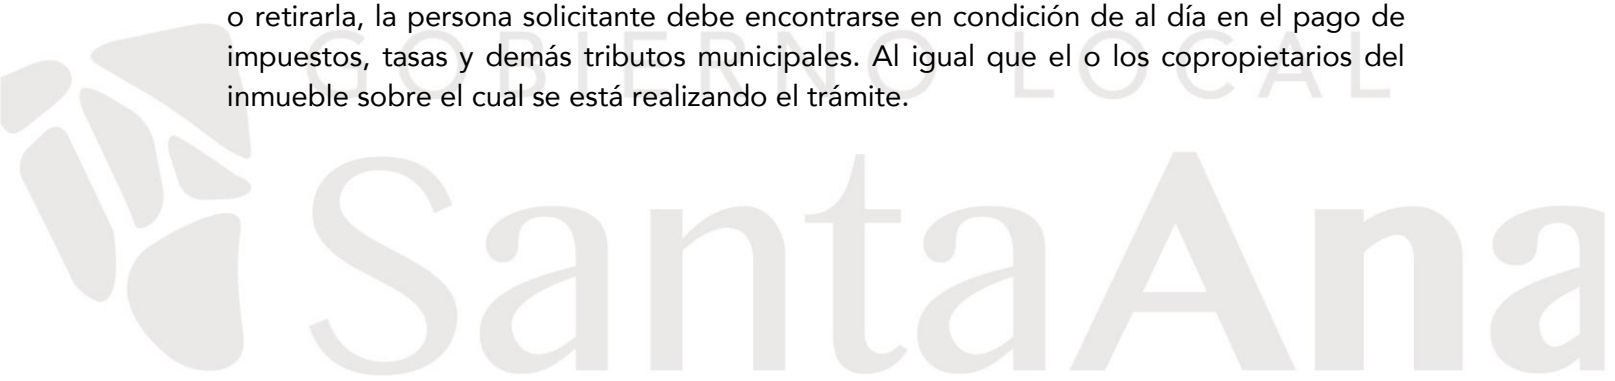 o retirarla, la persona solicitante debe encontrarse en condición de al día en el pago de
impuestos, tasas y demás tributos municipales. Al igual que el o los copropietarios del
inmueble sobre el cual se está realizando el trámite.
GOBIERNO LOCAL
SantaAna